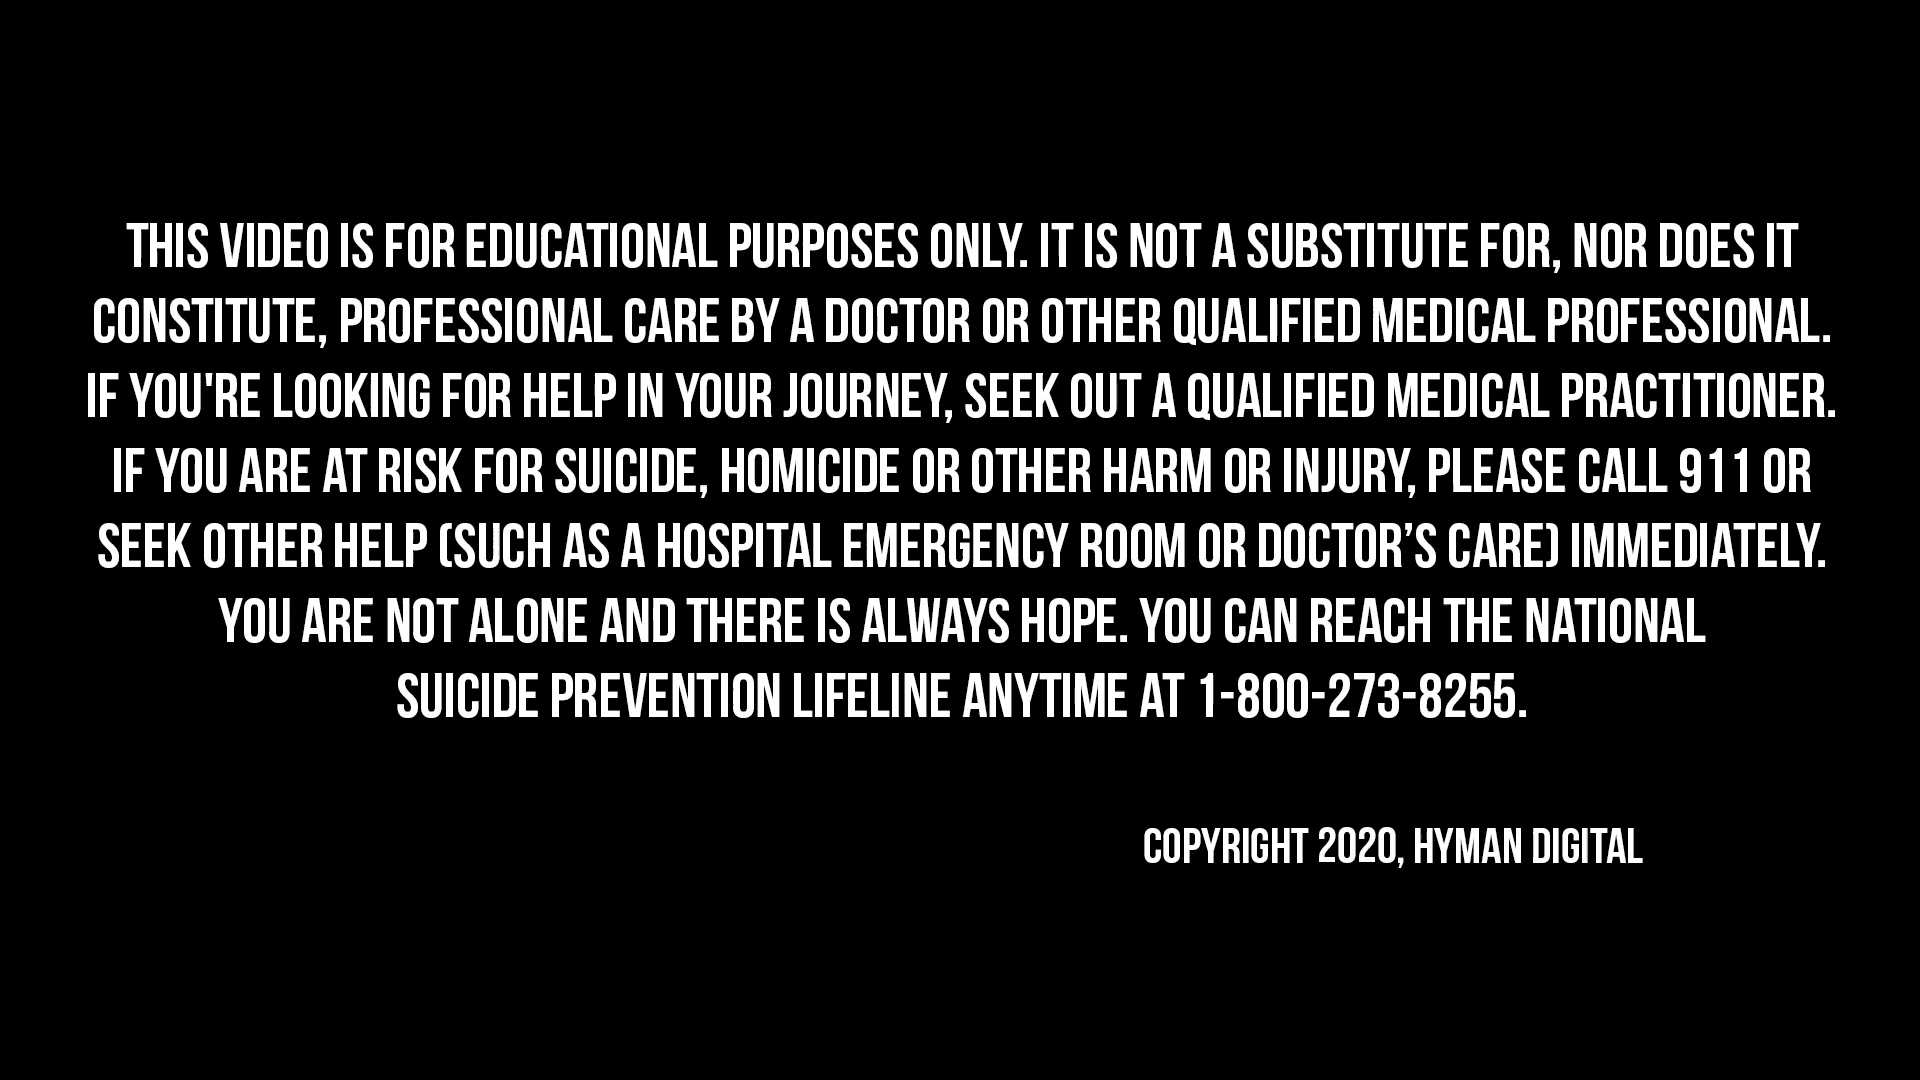 THIS VIDEO IS FOR EDUCATIONAL PURPOSES ONLY. IT IS NOT A SUBSTITUTE FOR, NOR DOES IT
CONSTITUTE, PROFESSIONAL CARE BY A DOCTOR OR OTHER QUALIFIED MEDICAL PROFESSIONAL.
IF YOU'RE LOOKING FOR HELP IN YOUR JOURNEY, SEEK OUT A QUALIFIED MEDICAL PRACTITIONER.
IF YOU ARE AT RISK FOR SUICIDE, HOMICIDE OR OTHER HARM OR INJURY, PLEASE CALL 911 OR
SEEK OTHER HELP (SUCH AS A HOSPITAL EMERGENCY ROOM OR DOCTOR’S CARE) IMMEDIATELY.
YOU ARE NOT ALONE AND THERE IS ALWAYS HOPE. YOU CAN REACH THE NATIONAL
SUICIDE PREVENTION LIFELINE ANYTIME AT 1-800-273-8255.
COPYRIGHT 2020, HYMAN DIGITAL